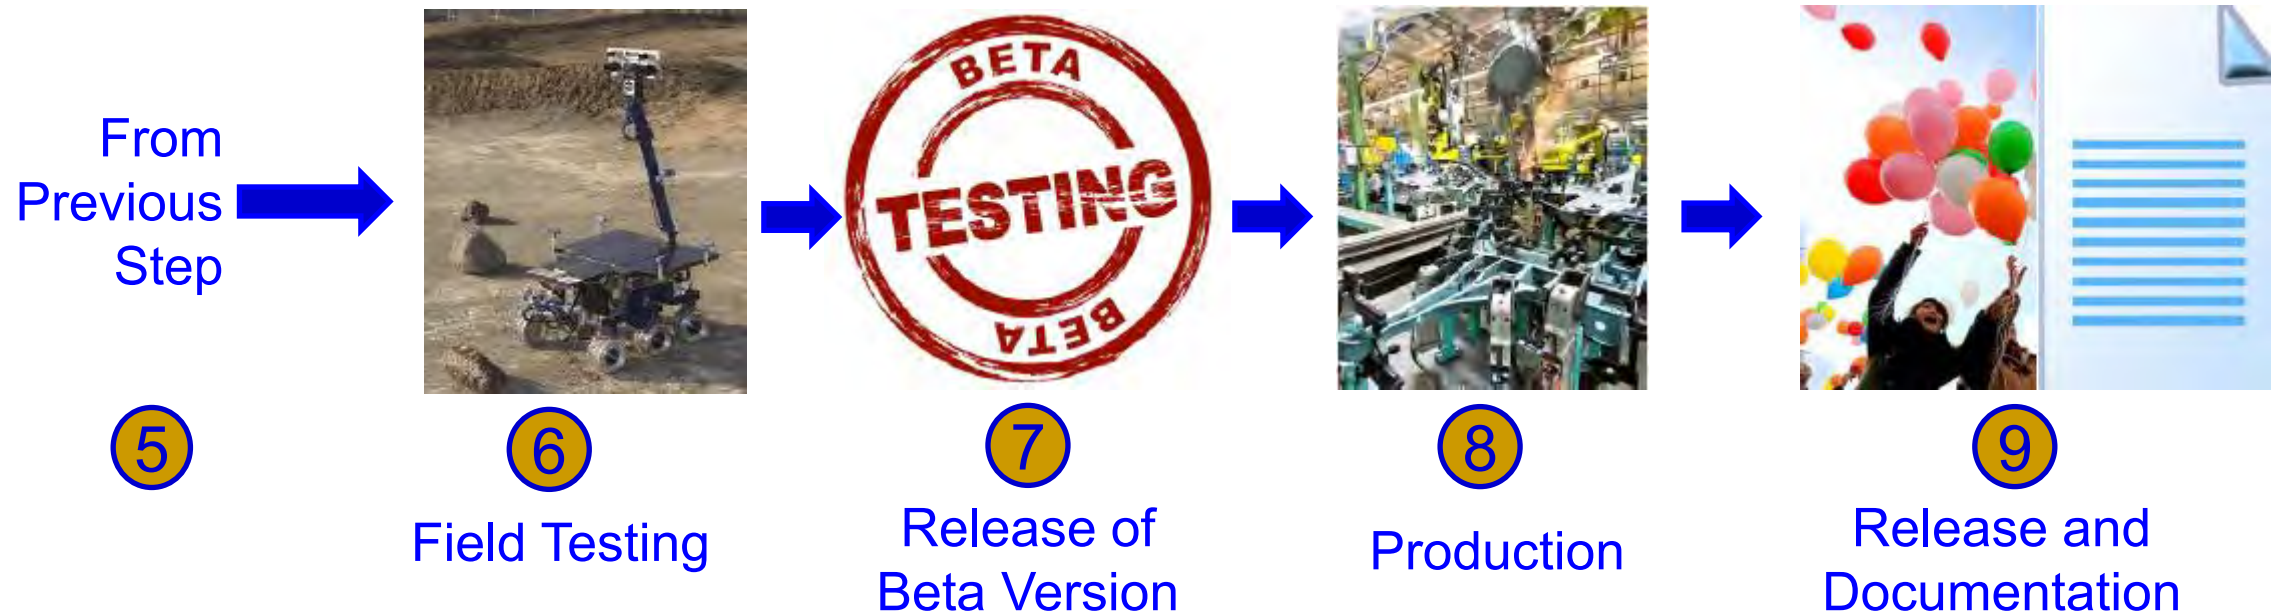 From
Previous
Step
BETA
TESTING
BETA
5
6
7
8
9
Field Testing
Release of
Beta Version
Production
Release and
Documentation